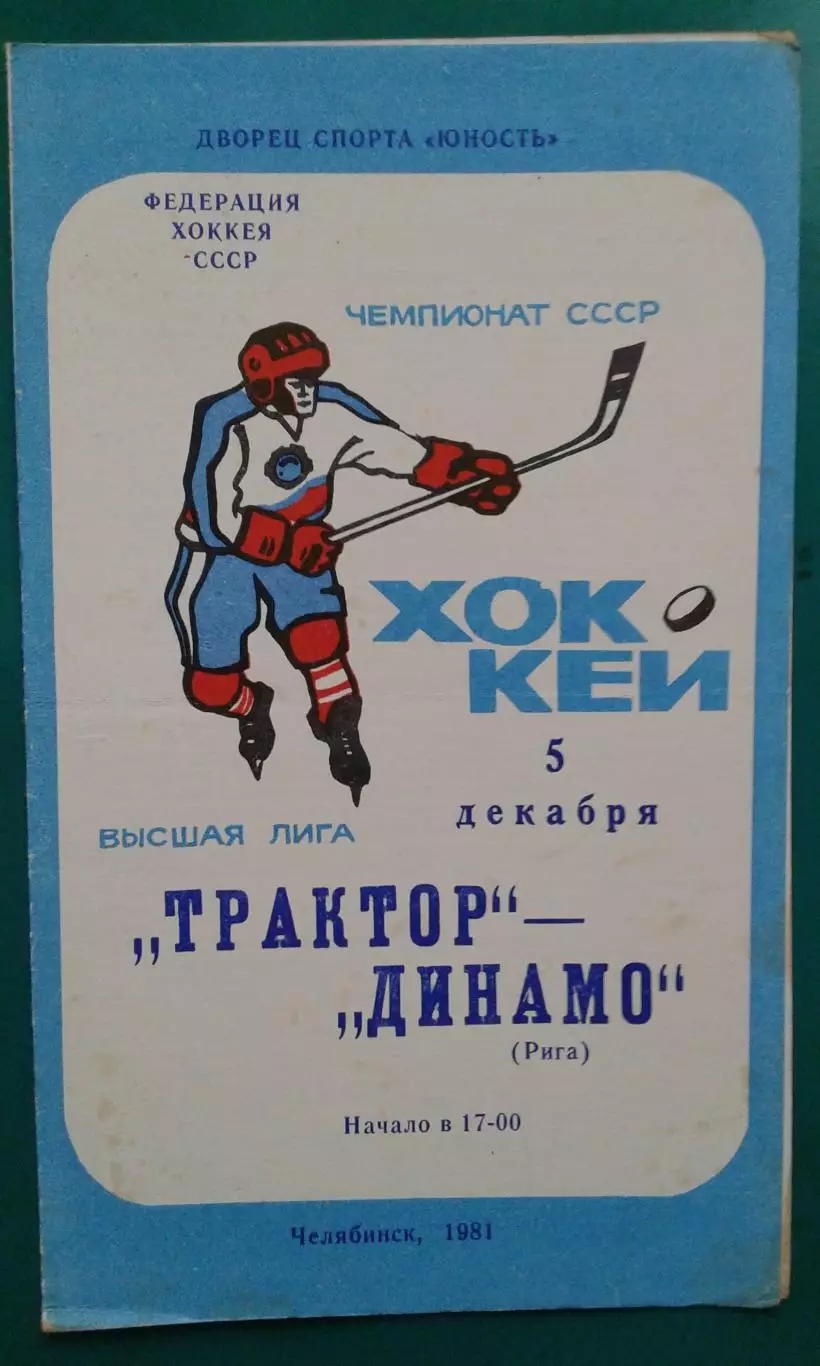 ДВОРЕЦ СПОРТА «ЮНОСТЬ»
ФЕДЕРАЦИЯ
ХОККЕЯ
СССР
ЧЕМПИОНАТ СССР
ХОК
КЕЙ
5
декабря
ВЫСШАЯ ЛИГА
„ТРАКТОР“—
„ДИНАМО“
(Рига)
Начало в 17-00
Челябинск, 1981